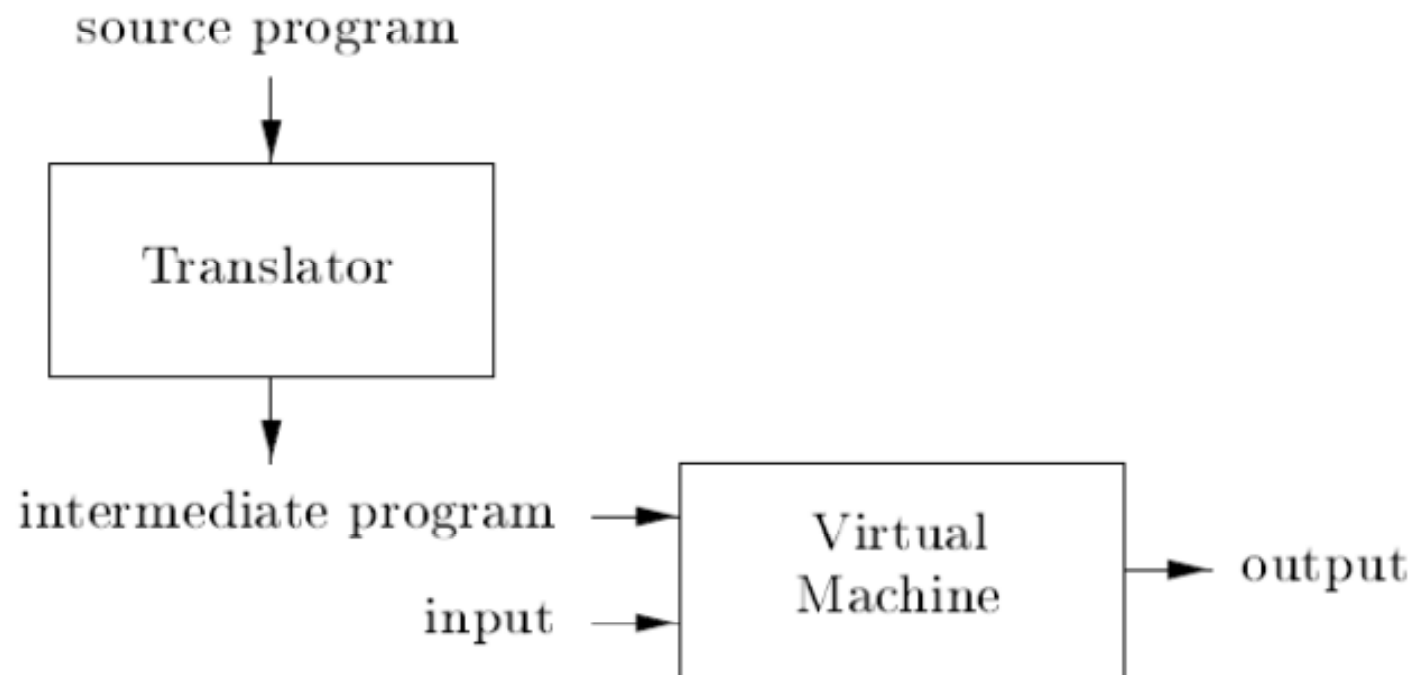 source program
Translator
intermediate program
Virtual
Machine
input
output